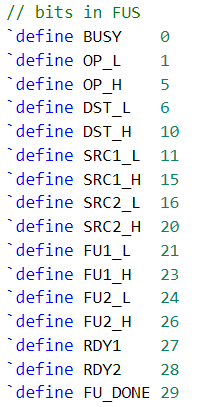 // bits in FUS
`define BUSY    0
`define OP_L    1
`define OP_H    5
`define DST_L   6
`define DST_H   10
`define SRC1_L  11
`define SRC1_H  15
`define SRC2_L  16
`define SRC2_H  20
`define FU1_L   21
`define FU1_H   23
`define FU2_L   24
`define FU2_H   26
`define RDY1    27
`define RDY2    28
`define FU_DONE 29